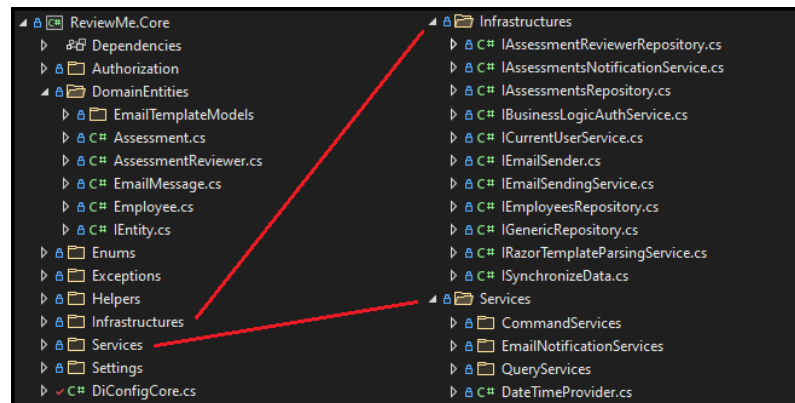 C# ReviewMe.Core
Dependencies
Authorization
DomainEntities
EmailTemplateModels
C# Assessment.cs
C# AssessmentReviewer.cs
C# EmailMessage.cs
C# Employee.cs
C# IEntity.cs
Enums
Exceptions
Helpers
Infrastructures
Services
Settings
C# DiConfigCore.cs
Infrastructures
C# IAssessmentReviewerRepository.cs
C# IAssessmentsNotificationService.cs
C# IAssessmentsRepository.cs
C# IBusinessLogicAuthService.cs
C# ICurrentUserService.cs
C# IEmailSender.cs
C# IEmailSendingService.cs
C# IEmployeesRepository.cs
C# IGenericRepository.cs
C# IRazorTemplateParsingService.cs
C# ISynchronizeData.cs
Services
CommandServices
EmailNotificationServices
QueryServices
C# DateTimeProvider.cs